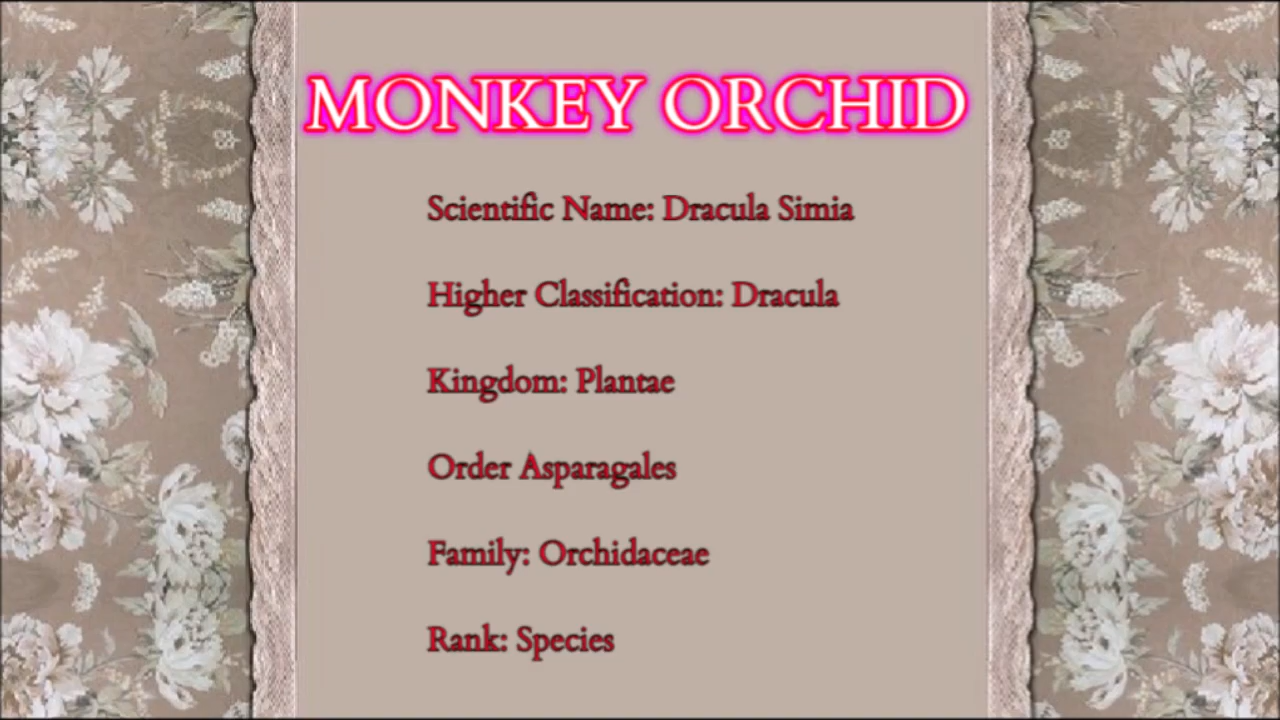 MONKEY ORCHID
Scientific Name: Dracula Simia
Higher Classification: Dracula
Kingdom: Plantae
Order Asparagales
Family: Orchidaceae
Rank: Species